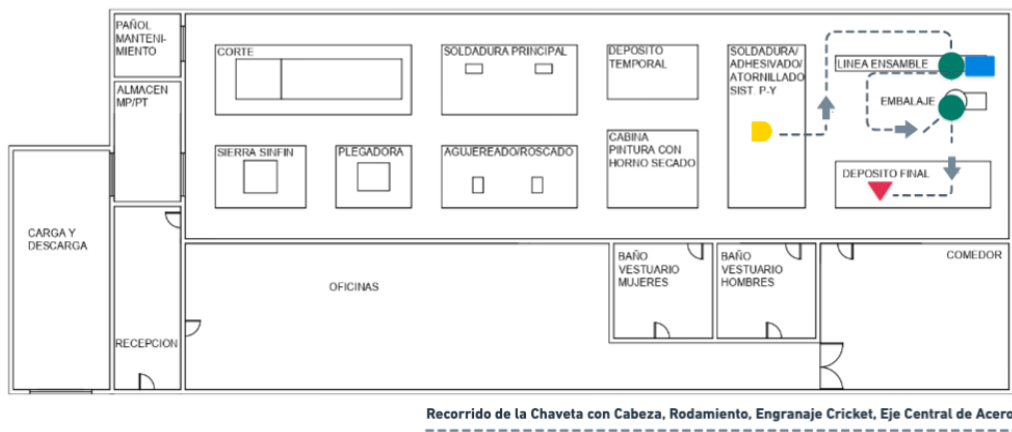 PAÑOL
MANTENI-
MIENTO
ALMACEN
MP/PT
CORTE
SOLDADURA PRINCIPAL
DEPOSITO
TEMPORAL
SOLDADURA/
ADHESIVADO/
ATORNILLADO
SIST. P-Y
LINEA ENSAMBLE
EMBALAJE
SIERRA SINFIN
PLEGADORA
AGUJEREADO/ROSCADO
CABINA
PINTURA CON
HORNO SECADO
DEPOSITO FINAL
CARGA Y
DESCARGA
RECEPCION
OFICINAS
BAÑO
VESTUARIO
MUJERES
BAÑO
VESTUARIO
HOMBRES
COMEDOR
Recorrido de la Chaveta con Cabeza, Rodamiento, Engranaje Cricket, Eje Central de Acero